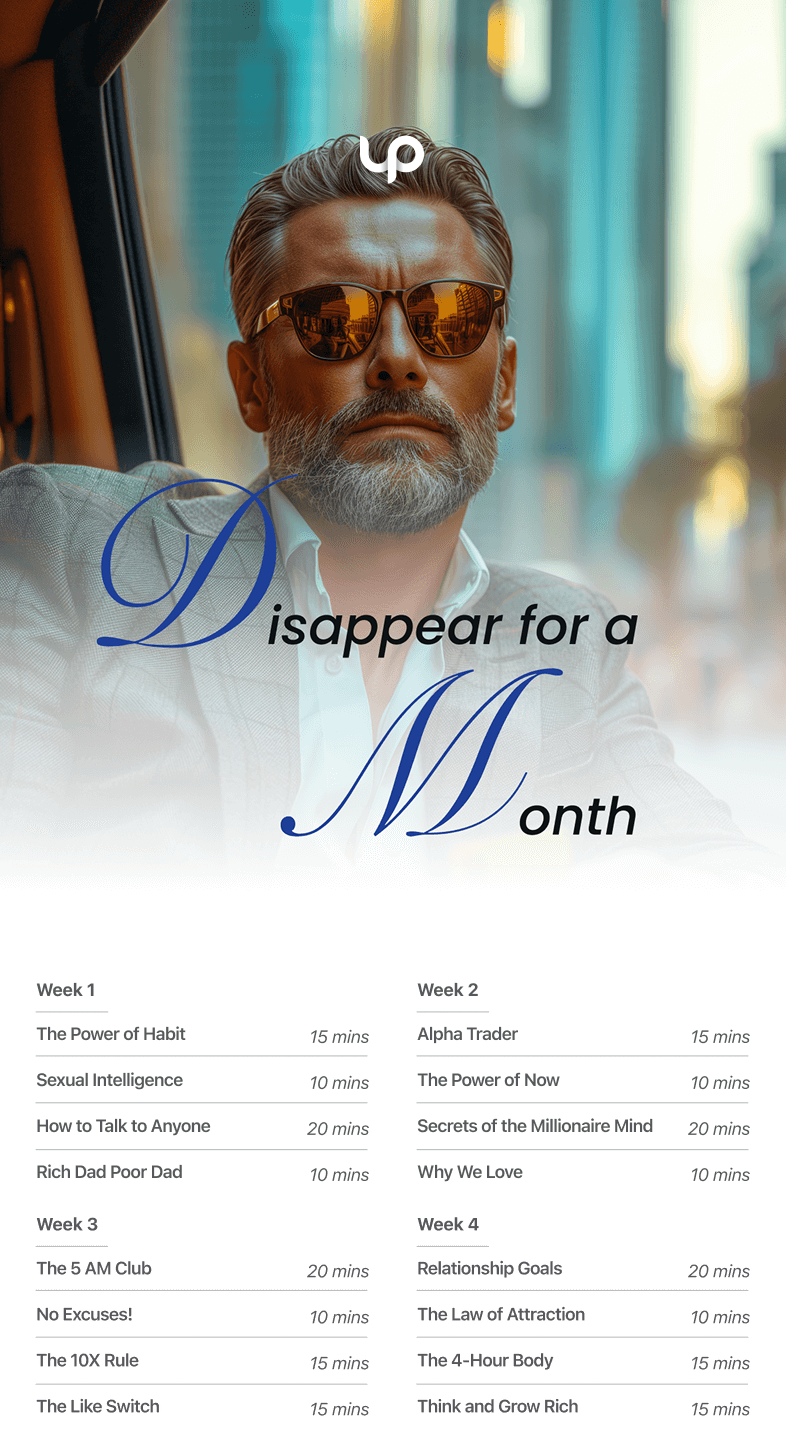 up
Disappear for a
Month
Week 1
The Power of Habit 15 mins
Sexual Intelligence 10 mins
How to Talk to Anyone 20 mins
Rich Dad Poor Dad 10 mins
Week 2
Alpha Trader 15 mins
The Power of Now 10 mins
Secrets of the Millionaire Mind 20 mins
Why We Love 10 mins
Week 3
The 5 AM Club 20 mins
No Excuses! 10 mins
The 10X Rule 15 mins
The Like Switch 15 mins
Week 4
Relationship Goals 20 mins
The Law of Attraction 10 mins
The 4-Hour Body 15 mins
Think and Grow Rich 15 mins